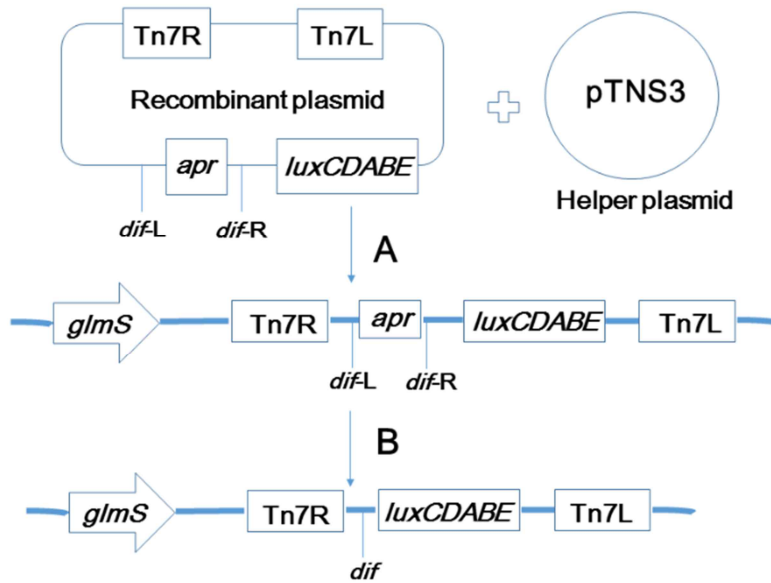 Tn7R
Tn7L
Recombinant plasmid
pTNS3
apr
luxCDABE
Helper plasmid
dif-L
dif-R
A
glmS
Tn7R
apr
luxCDABE
Tn7L
dif-L
dif-R
B
glmS
Tn7R
luxCDABE
Tn7L
dif